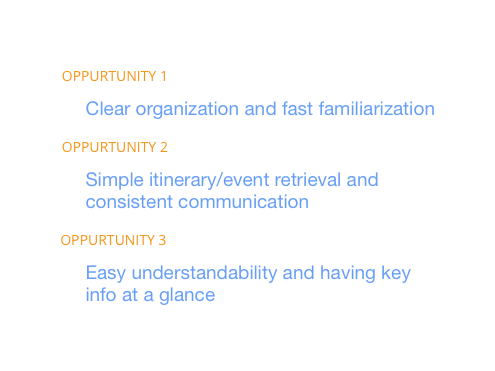 OPPURTUNITY 1
Clear organization and fast familiarization
OPPURTUNITY 2
Simple itinerary/event retrieval and
consistent communication
OPPURTUNITY 3
Easy understandability and having key
info at a glance